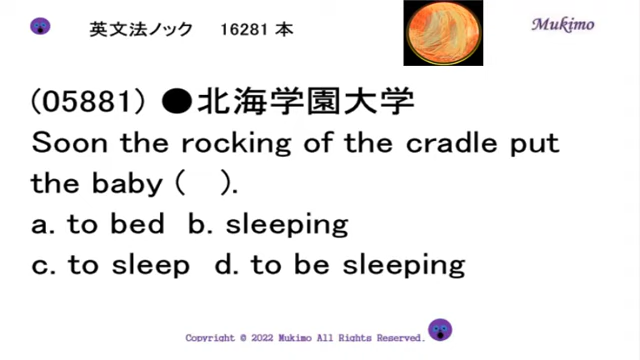 英文法ノック 16281 本
Mukimo
(05881) ●北海学園大学
Soon the rocking of the cradle put
the baby ( ).
a. to bed b. sleeping
c. to sleep d. to be sleeping
Copyright © 2022 Mukimo All Rights Reserved.